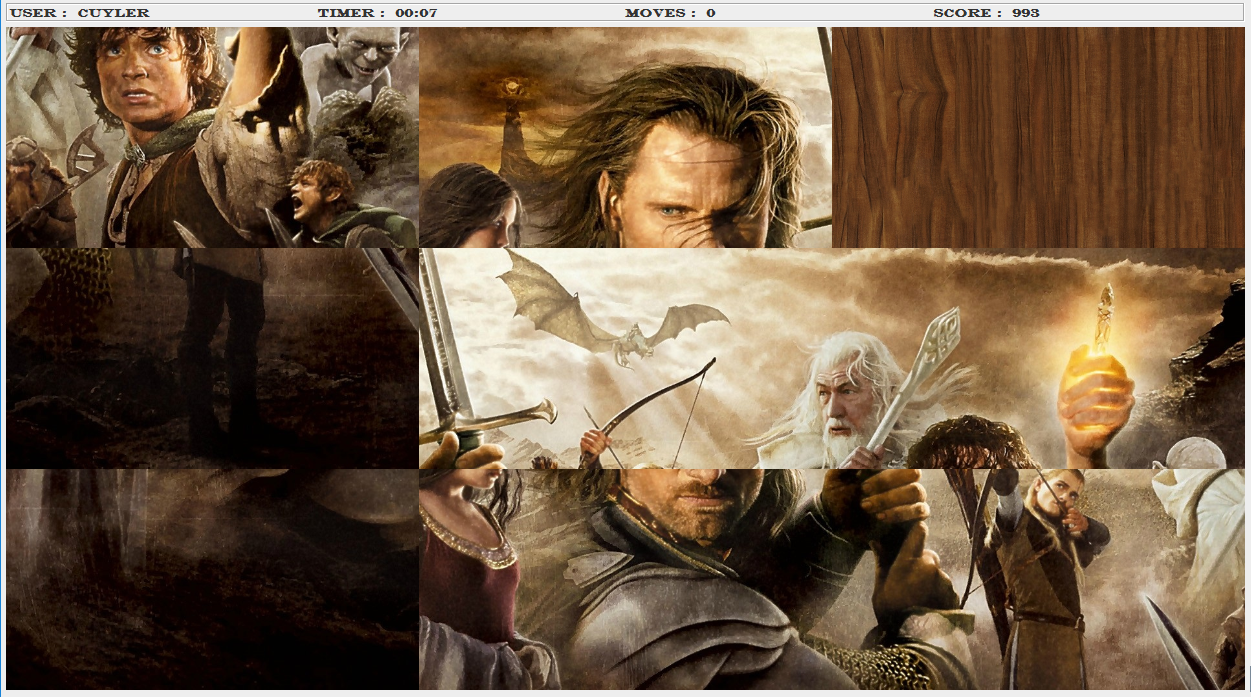 USER : CUYLER TIMER : 00:07 MOVES : 0 SCORE : 993